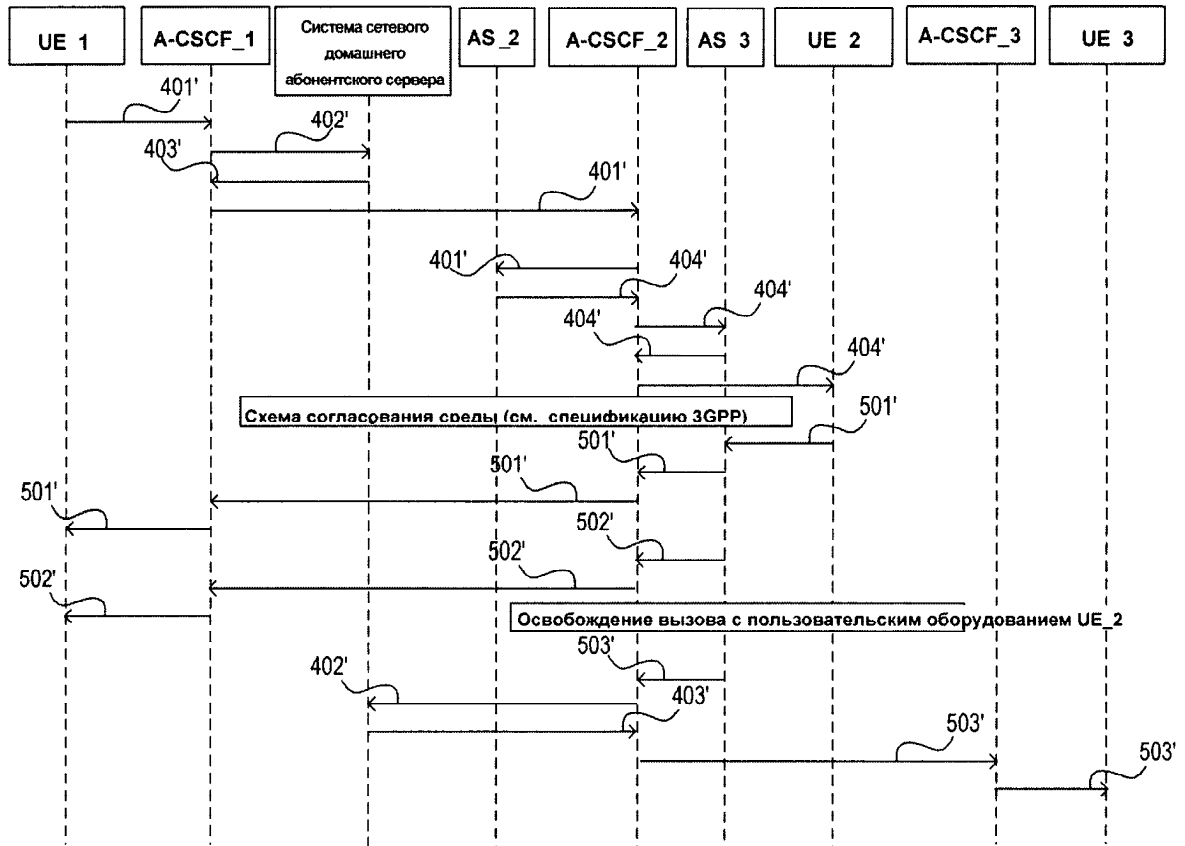 UE 1
A-CSCF_1
Система сетевого
домашнего
абонентского сервера
AS_2
A-CSCF_2
AS 3
UE 2
A-CSCF_3
UE 3
401'
402'
403'
401'
401'
404'
404'
404'
404'
Схема согласования среды (см. спецификацию 3GPP)
501'
501'
501'
501'
502'
502'
502'
Освобождение вызова с пользовательским оборудованием UE_2
503'
402'
403'
503'
503'